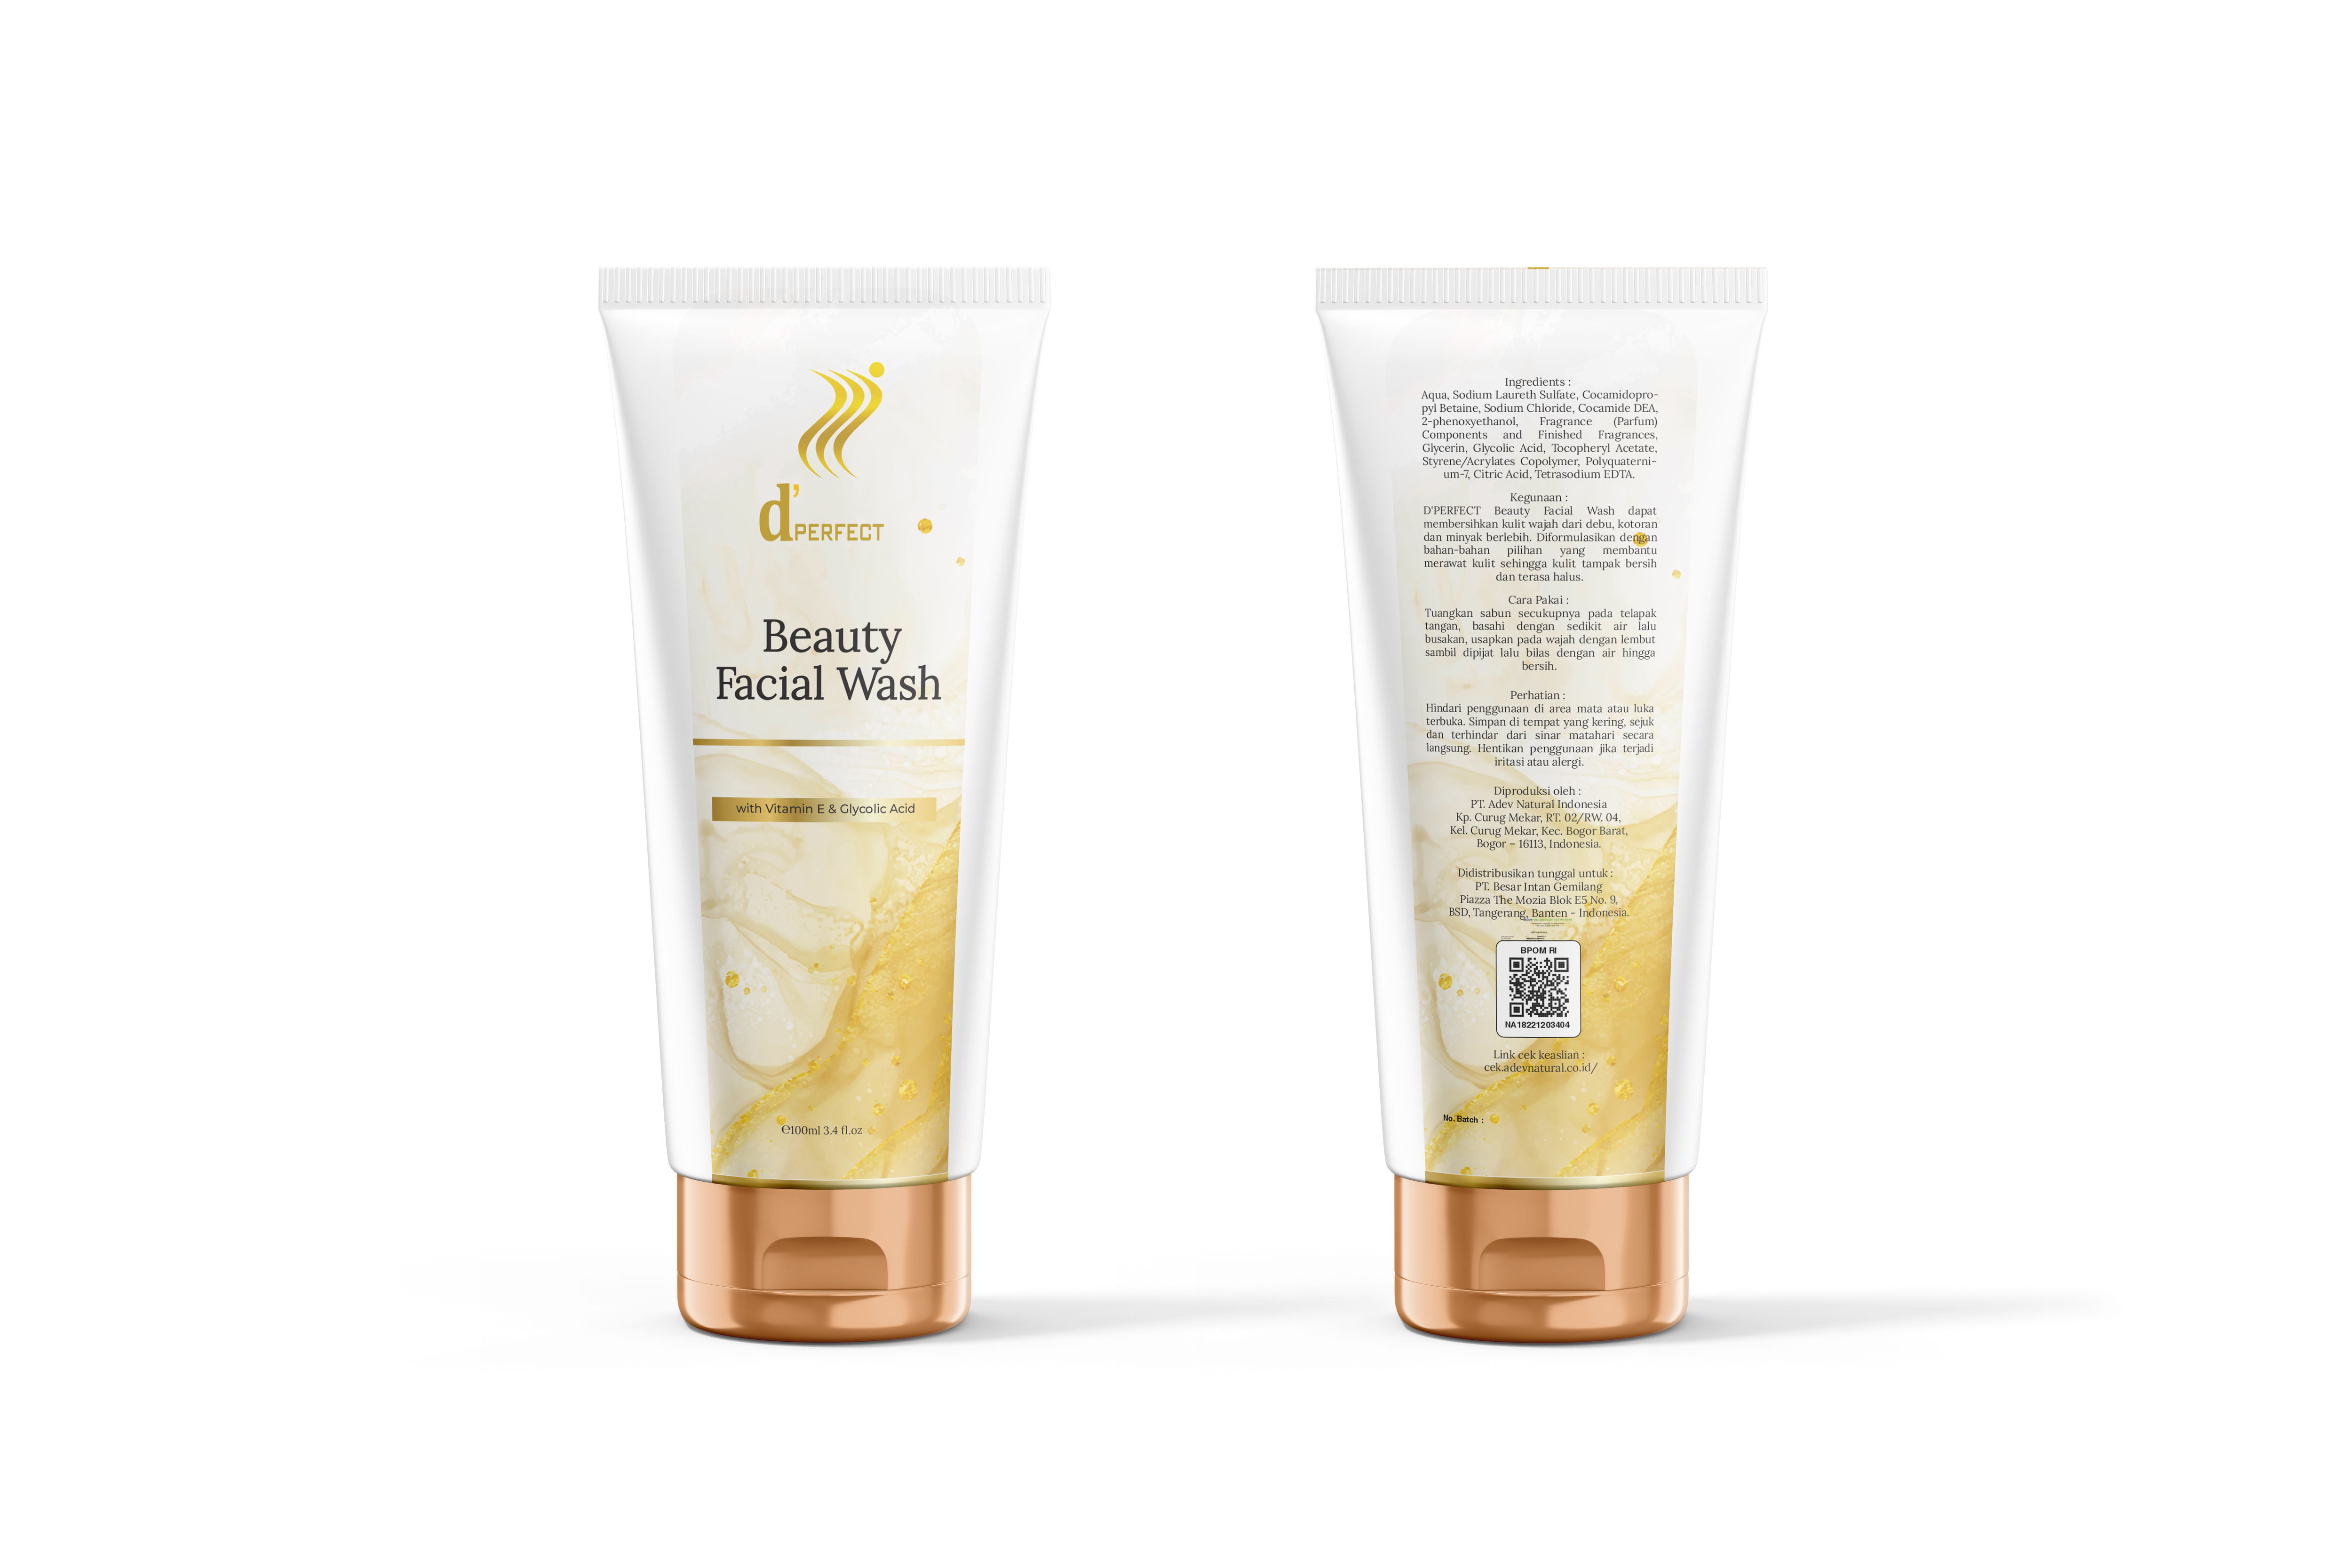 d'PERFECT
Beauty
Facial Wash
with Vitamin E & Glycolic Acid
℮100ml 3.4 fl.oz
Ingredients :
Aqua, Sodium Laureth Sulfate, Cocamidopro-
pyl Betaine, Sodium Chloride, Cocamide DEA,
2-phenoxyethanol, Fragrance (Parfum)
Components and Finished Fragrances,
Glycerin, Glycolic Acid, Tocopheryl Acetate,
Styrene/Acrylates Copolymer, Polyquaterni-
um-7, Citric Acid, Tetrasodium EDTA.
Kegunaan :
D'PERFECT Beauty Facial Wash dapat
membersihkan kulit wajah dari debu, kotoran
dan minyak berlebih. Diformulasikan dengan
bahan-bahan pilihan yang membantu
merawat kulit sehingga kulit tampak bersih
dan terasa halus.
Cara Pakai :
Tuangkan sabun secukupnya pada telapak
tangan, basahi dengan sedikit air lalu
busakan, usapkan pada wajah dengan lembut
sambil dipijat lalu bilas dengan air hingga
bersih.
Perhatian :
Hindari penggunaan di area mata atau luka
terbuka. Simpan di tempat yang kering, sejuk
dan terhindar dari sinar matahari secara
langsung. Hentikan penggunaan jika terjadi
iritasi atau alergi.
Diproduksi oleh :
PT. Adev Natural Indonesia
Kp. Curug Mekar, RT. 02/RW. 04,
Kel. Curug Mekar, Kec. Bogor Barat,
Bogor – 16113, Indonesia.
Didistribusikan tunggal untuk :
PT. Besar Intan Gemilang
Piazza The Mozia Blok E5 No. 9,
BSD, Tangerang, Banten - Indonesia.
BPOM RI
NA18221203404
Link cek keaslian :
cek.adevnatural.co.id/
No. Batch :